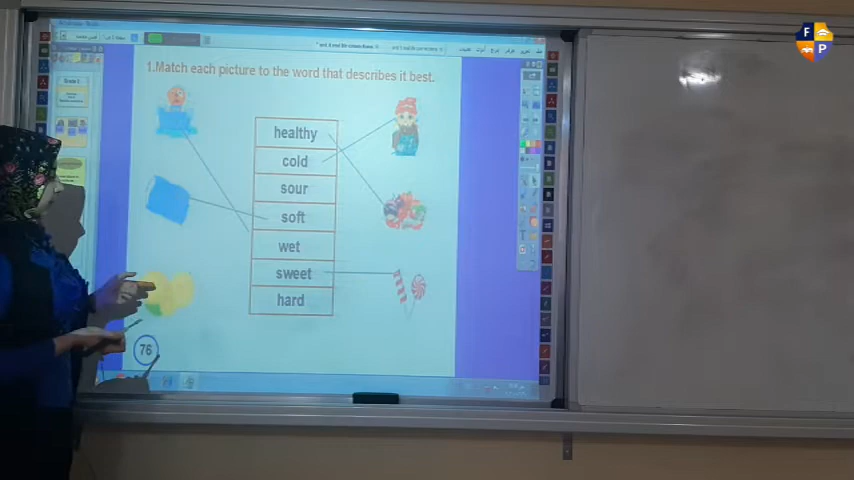 1.Match each picture to the word that describes it best.
healthy
cold
sour
soft
wet
sweet
hard
76
F P